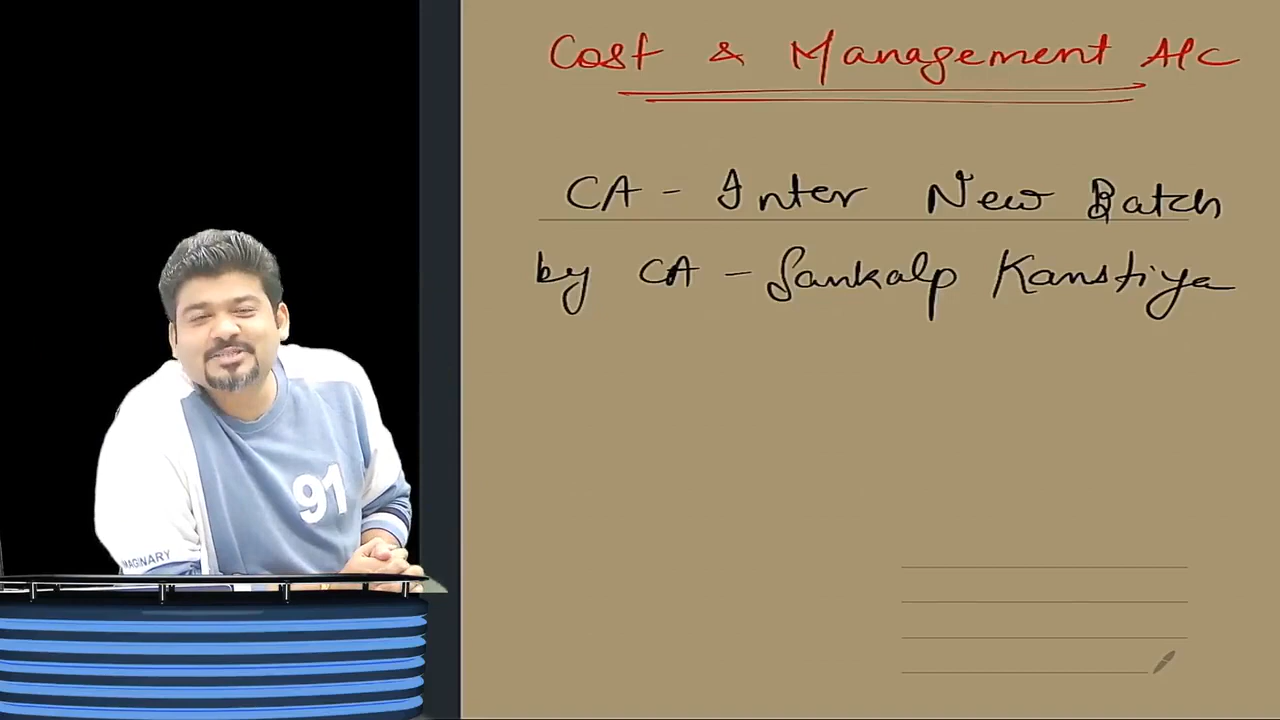 Cost & Management A/c
CA - Inter New Batch
by CA - Sankalp Kanstiya
91
IMAGINARY